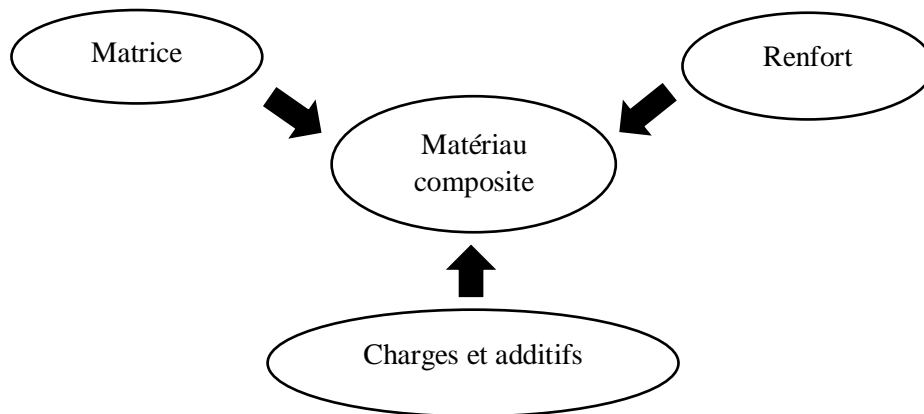 Matrice
Renfort
Matériau
composite
Charges et additifs